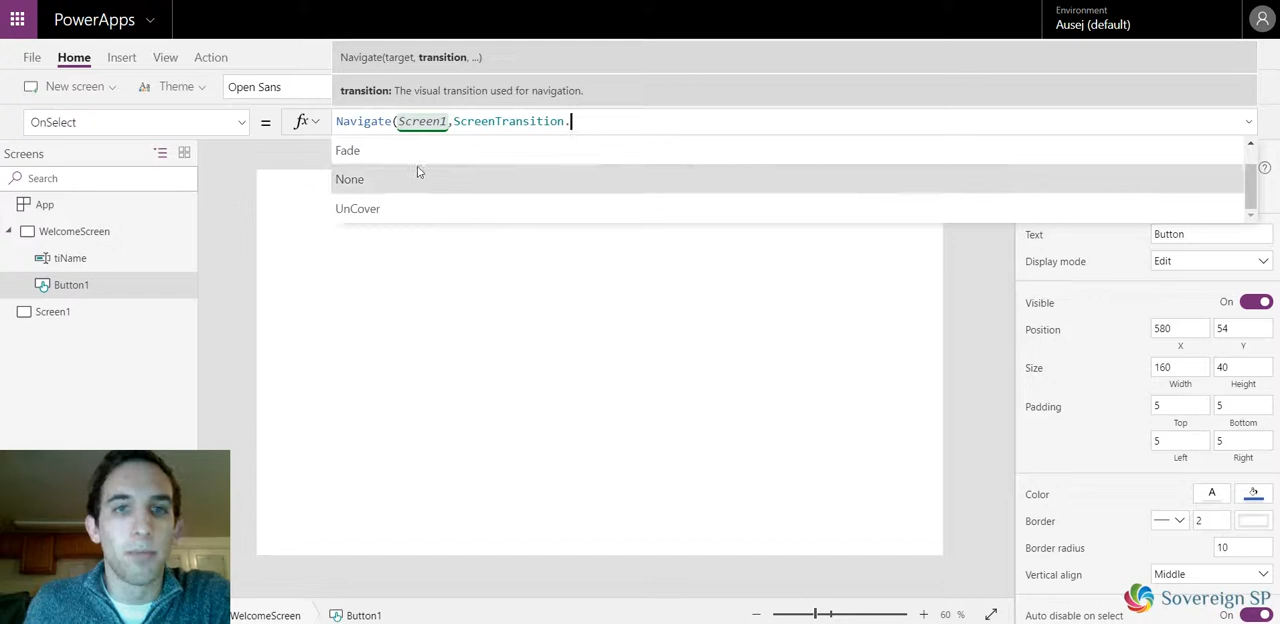 PowerApps
Environment
Ausej (default)
File Home Insert View Action
New screen Theme Open Sans
Navigate(target, transition, ...)
transition: The visual transition used for navigation.
OnSelect = fx Navigate(Screen1,ScreenTransition.
Fade
None
UnCover
Screens
Search
App
WelcomeScreen
tiName
Button1
Screen1
Text Button
Display mode Edit
Visible On
Position 580 54
X Y
Size 160 40
Width Height
Padding 5 5
Top Bottom
5 5
Left Right
Color A
Border 2
Border radius 10
Vertical align Middle
Sovereign SP
Auto disable on select On
WelcomeScreen Button1 60 %